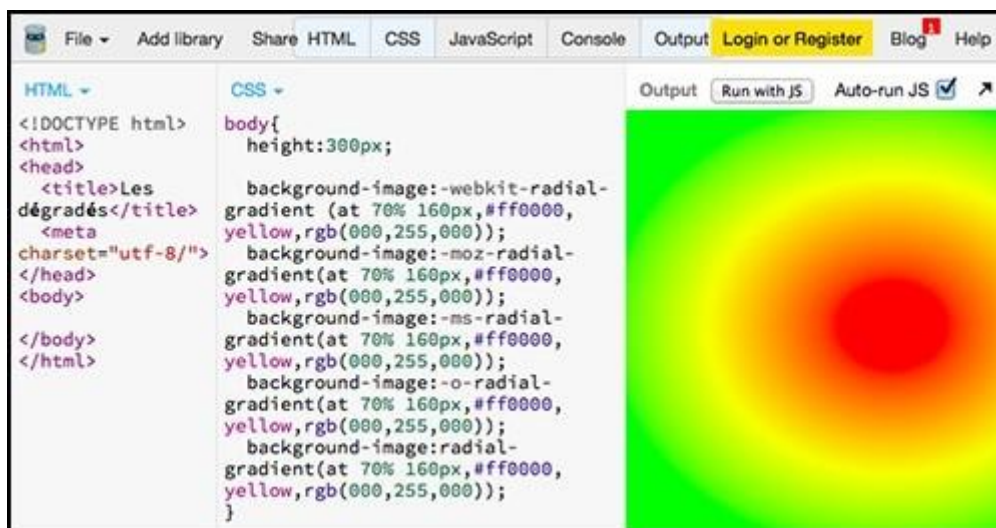 File Add library Share HTML CSS JavaScript Console Output Login or Register Blog 1 Help
HTML
<!DOCTYPE html>
<html>
<head>
<title>Les
dégradés</title>
<meta
charset="utf-8/">
</head>
<body>
</body>
</html>
CSS
body{
height:300px;
background-image:-webkit-radial-
gradient (at 70% 160px,#ff0000,
yellow,rgb(000,255,000));
background-image:-moz-radial-
gradient(at 70% 160px,#ff0000,
yellow,rgb(000,255,000));
background-image:-ms-radial-
gradient(at 70% 160px,#ff0000,
yellow,rgb(000,255,000));
background-image:-o-radial-
gradient(at 70% 160px,#ff0000,
yellow,rgb(000,255,000));
background-image:radial-
gradient(at 70% 160px,#ff0000,
yellow,rgb(000,255,000));
}
Output Run with JS Auto-run JS